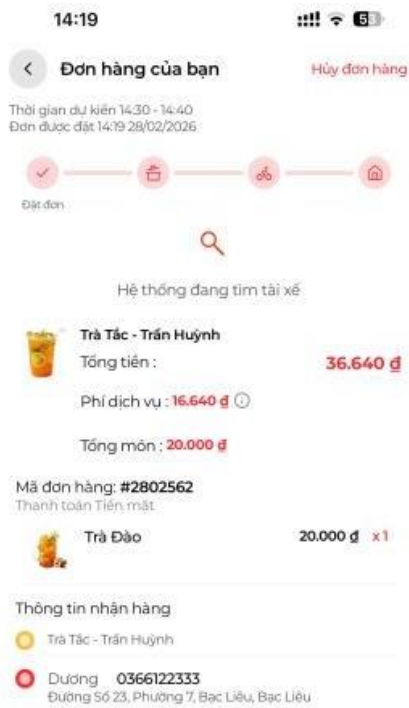 14:19
53
Đơn hàng của bạn
Hủy đơn hàng
Thời gian dự kiến 14:30 - 14:40
Đơn được đặt 14:19 28/02/2026
Đặt đơn
Hệ thống đang tìm tài xế
Trà Tắc - Trần Huỳnh
Tổng tiền :
36.640 ₫
Phí dịch vụ : 16.640 ₫
Tổng món : 20.000 ₫
Mã đơn hàng: #2802562
Thanh toán Tiền mặt
Trà Đào
20.000 ₫ x1
Thông tin nhận hàng
Trà Tắc - Trần Huỳnh
Dương 0366122333
Đường Số 23, Phường 7, Bạc Liêu, Bạc Liêu